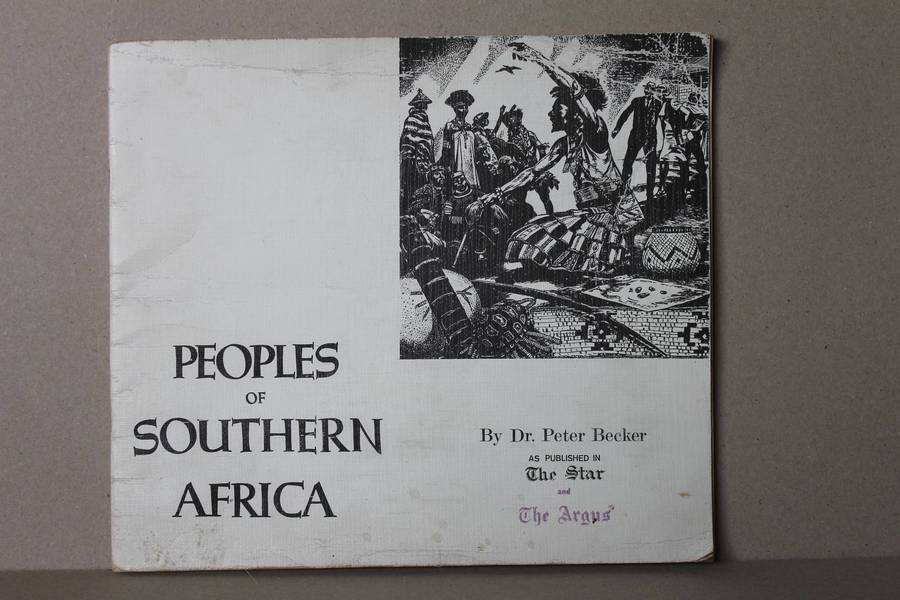 PEOPLES
OF
SOUTHERN
AFRICA
By Dr. Peter Becker
AS PUBLISHED IN
The Star
and
The Argus